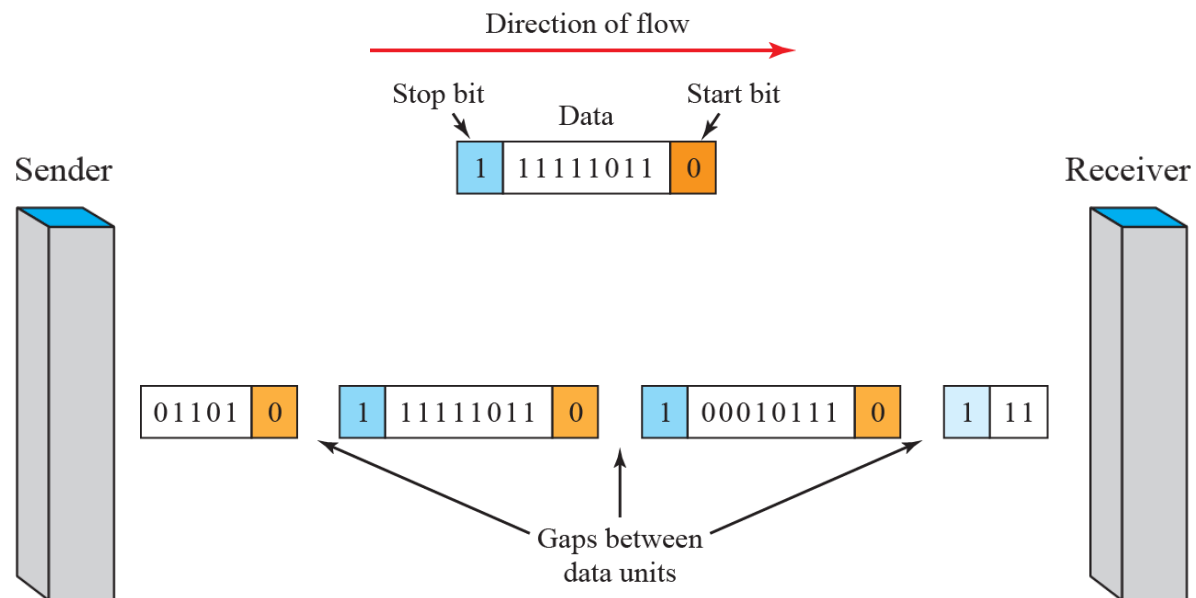 Direction of flow
Stop bit
Data
Start bit
1 11111011 0
Sender
Receiver
01101 0
1 11111011 0
1 00010111 0
1 11
Gaps between
data units